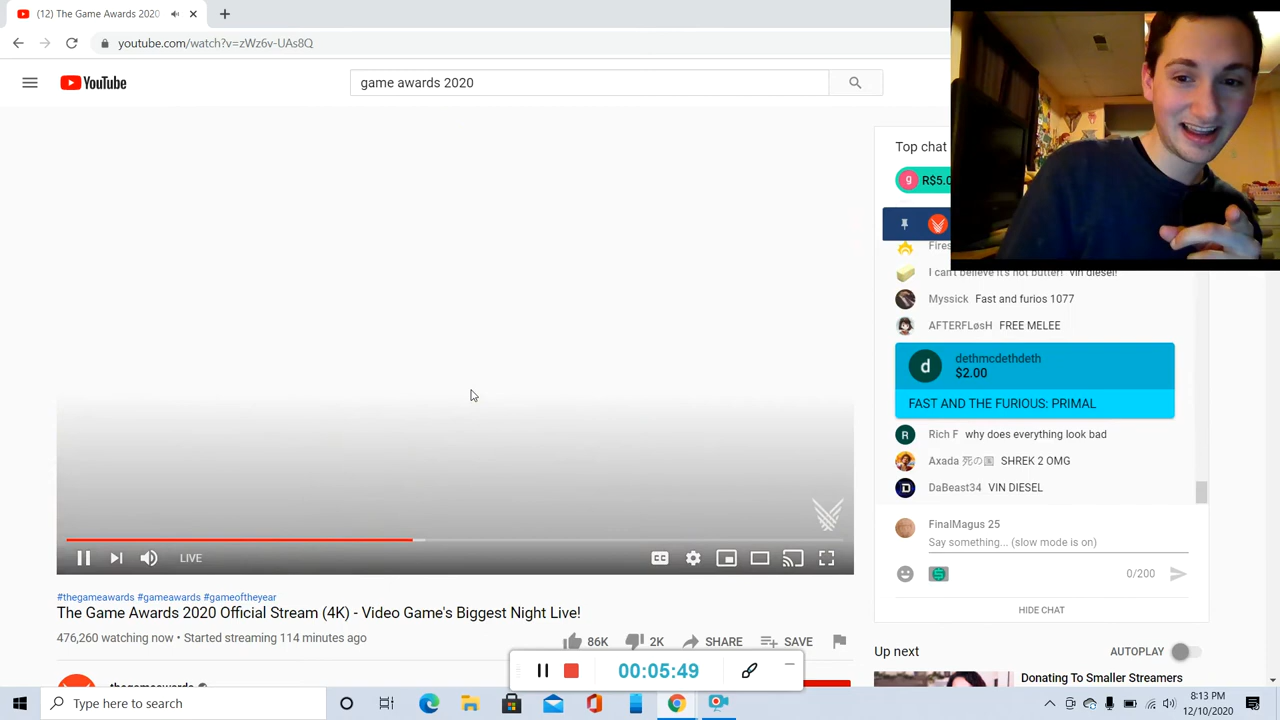 (12) The Game Awards 2020
youtube.com/watch?v=zWz6v-UAs8Q
YouTube
game awards 2020
Top chat
g R$5.0
Fires
I can't believe it's not butter! vin diesel!
Myssick Fast and furios 1077
AFTERFLøsH FREE MELEE
d dethmcdethdeth
$2.00
FAST AND THE FURIOUS: PRIMAL
R Rich F why does everything look bad
Axada 死の国 SHREK 2 OMG
D DaBeast34 VIN DIESEL
FinalMagus 25
Say something... (slow mode is on)
0/200
HIDE CHAT
LIVE
CC
#thegameawards #gameawards #gameoftheyear
The Game Awards 2020 Official Stream (4K) - Video Game's Biggest Night Live!
476,260 watching now • Started streaming 114 minutes ago
86K 2K SHARE SAVE
thegameawards
Up next AUTOPLAY
Donating To Smaller Streamers
00:05:49
Type here to search
8:13 PM
12/10/2020